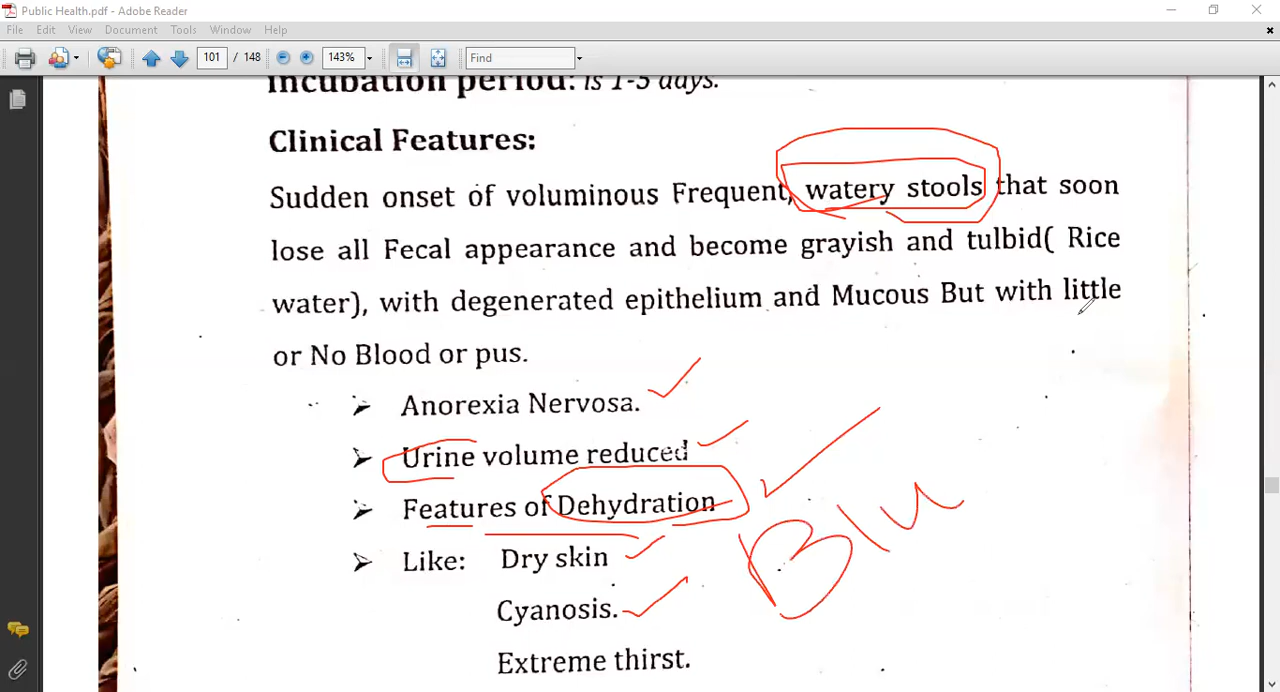 Public Health.pdf - Adobe Reader
File Edit View Document Tools Window Help
101 / 148 143% Find
Incubation period: is 1-5 days.
Clinical Features:
Sudden onset of voluminous Frequent, watery stools that soon
lose all Fecal appearance and become grayish and tulbid( Rice
water), with degenerated epithelium and Mucous But with little
or No Blood or pus.
➢ Anorexia Nervosa.
➢ Urine volume reduced
➢ Features of Dehydration
➢ Like: Dry skin
Cyanosis.
Extreme thirst.
Blu